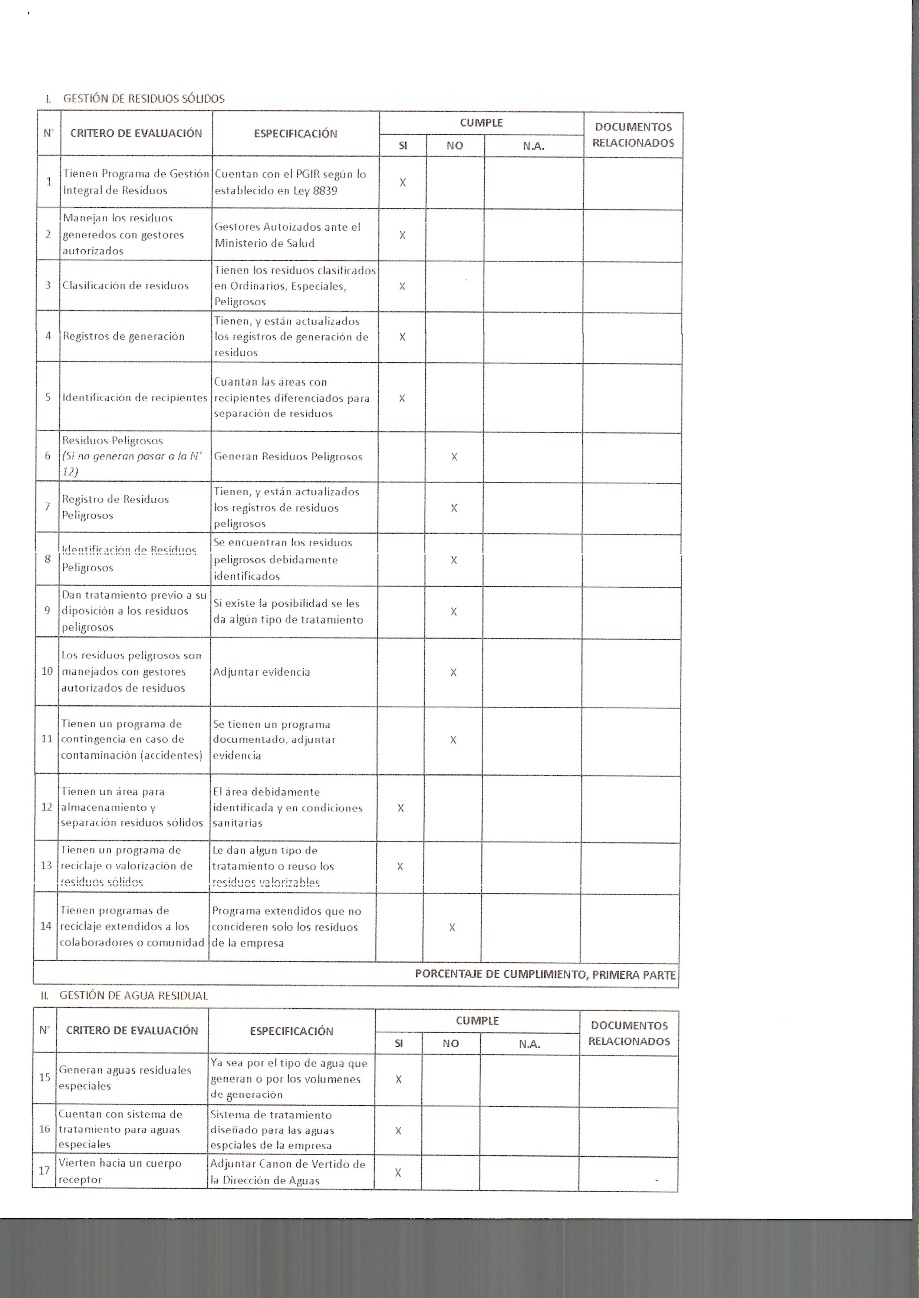 I. GESTIÓN DE RESIDUOS SÓLIDOS
N° CRITERO DE EVALUACIÓN ESPECIFICACIÓN CUMPLE DOCUMENTOS RELACIONADOS
SI NO N.A.
1 Tienen Programa de Gestión Cuentan con el PGIR según lo X
Integral de Residuos establecido en Ley 8839
Manejan los residuos
2 generedos con gestores Gestores Autoizados ante el X
autorizados Ministerio de Salud
Tienen los residuos clasificados
3 Clasificación de residuos en Ordinarios, Especiales, X
Peligrosos
Tienen, y están actualizados
4 Registros de generación los registros de generación de X
residuos
Cuantan las áreas con
5 Identificación de recipientes recipientes diferenciados para X
separación de residuos
Residuos Peligrosos
6 (Si no generan pasar a la N° Generan Residuos Peligrosos X
12)
Registro de Residuos Tienen, y están actualizados
7 Peligrosos los registros de residuos X
peligrosos
Identificación de Residuos Se encuentran los residuos
8 Peligrosos peligrosos debidamente X
identificados
Dan tratamiento previo a su Si existe la posibilidad se les
9 diposición a los residuos da algún tipo de tratamiento X
peligrosos
Los residuos peligrosos son
10 manejados con gestores Adjuntar evidencia X
autorizados de residuos
Tienen un programa de Se tienen un programa
11 contingencia en caso de documentado, adjuntar X
contaminación (accidentes) evidencia
Tienen un área para El área debidamente
12 almacenamiento y identificada y en condiciones X
separación residuos sólidos sanitarias
Tienen un programa de Le dan algun tipo de
13 reciclaje o valorización de tratamiento o reuso los X
residuos sólidos residuos valorizables
Tienen programas de Programa extendidos que no
14 reciclaje extendidos a los concideren solo los residuos X
colaboradores o comunidad de la empresa
PORCENTAJE DE CUMPLIMIENTO, PRIMERA PARTE
II. GESTIÓN DE AGUA RESIDUAL
N° CRITERO DE EVALUACIÓN ESPECIFICACIÓN CUMPLE DOCUMENTOS RELACIONADOS
SI NO N.A.
Generan aguas residuales Ya sea por el tipo de agua que
15 especiales generan o por los volumenes X
de generación
Cuentan con sistema de Sistema de tratamiento
16 tratamiento para aguas diseñado para las aguas X
especiales espciales de la empresa
17 Vierten hacia un cuerpo Adjuntar Canon de Vertido de X
receptor la Dirección de Aguas